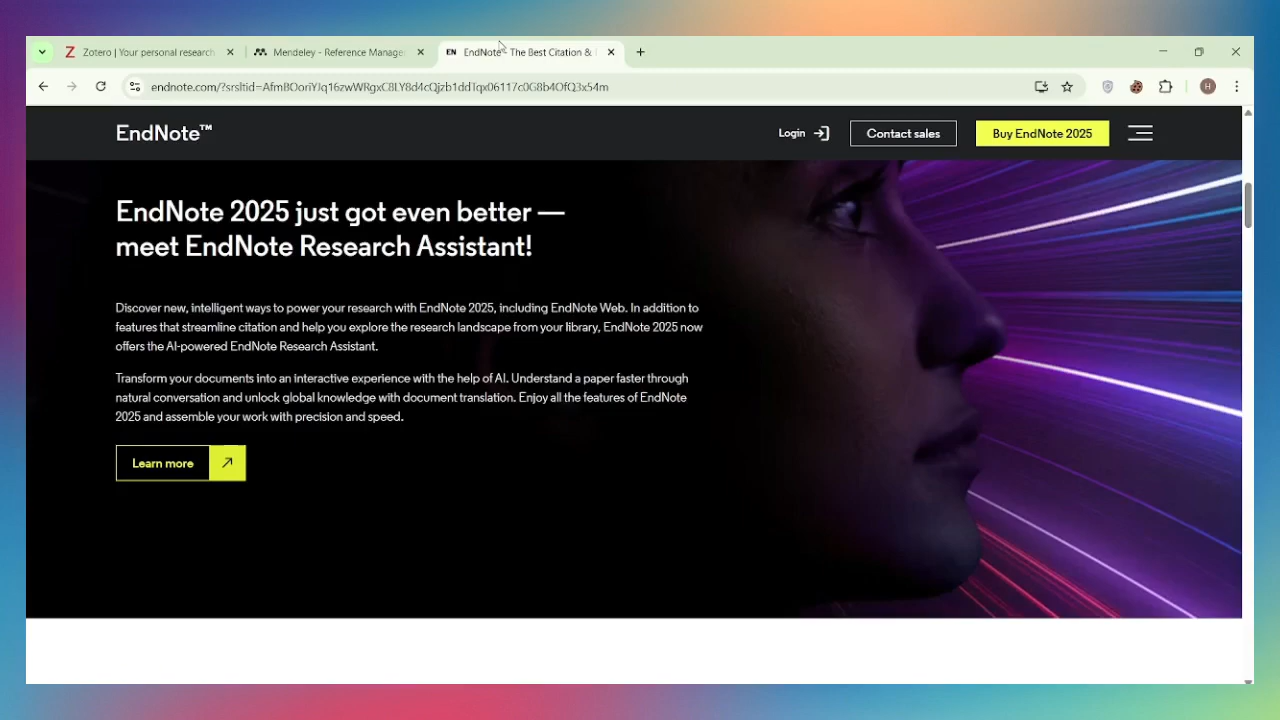 Zotero | Your personal research
Mendeley - Reference Manage
EN EndNote - The Best Citation &
endnote.com/?srsltid=AfmBOoriYJq16zwWRgxC8LY8d4cQjzb1ddTqx06117c0G8b4OfQ3x54m
H
EndNote™
Login
Contact sales
Buy EndNote 2025
EndNote 2025 just got even better —
meet EndNote Research Assistant!
Discover new, intelligent ways to power your research with EndNote 2025, including EndNote Web. In addition to
features that streamline citation and help you explore the research landscape from your library, EndNote 2025 now
offers the AI-powered EndNote Research Assistant.
Transform your documents into an interactive experience with the help of AI. Understand a paper faster through
natural conversation and unlock global knowledge with document translation. Enjoy all the features of EndNote
2025 and assemble your work with precision and speed.
Learn more